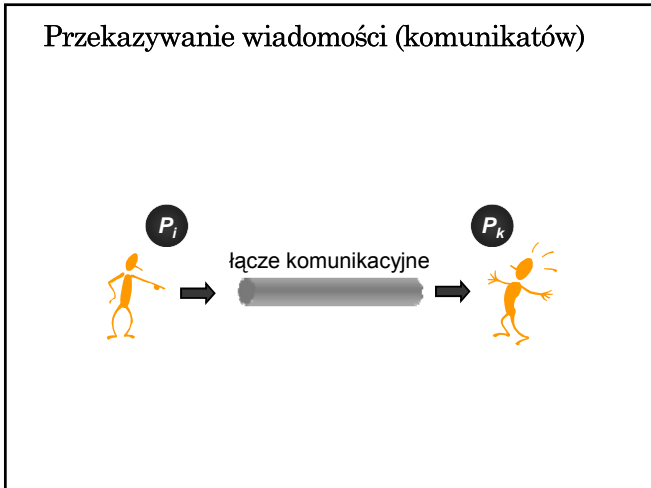 Przekazywanie wiadomości (komunikatów)
Pi
Pk
łącze komunikacyjne